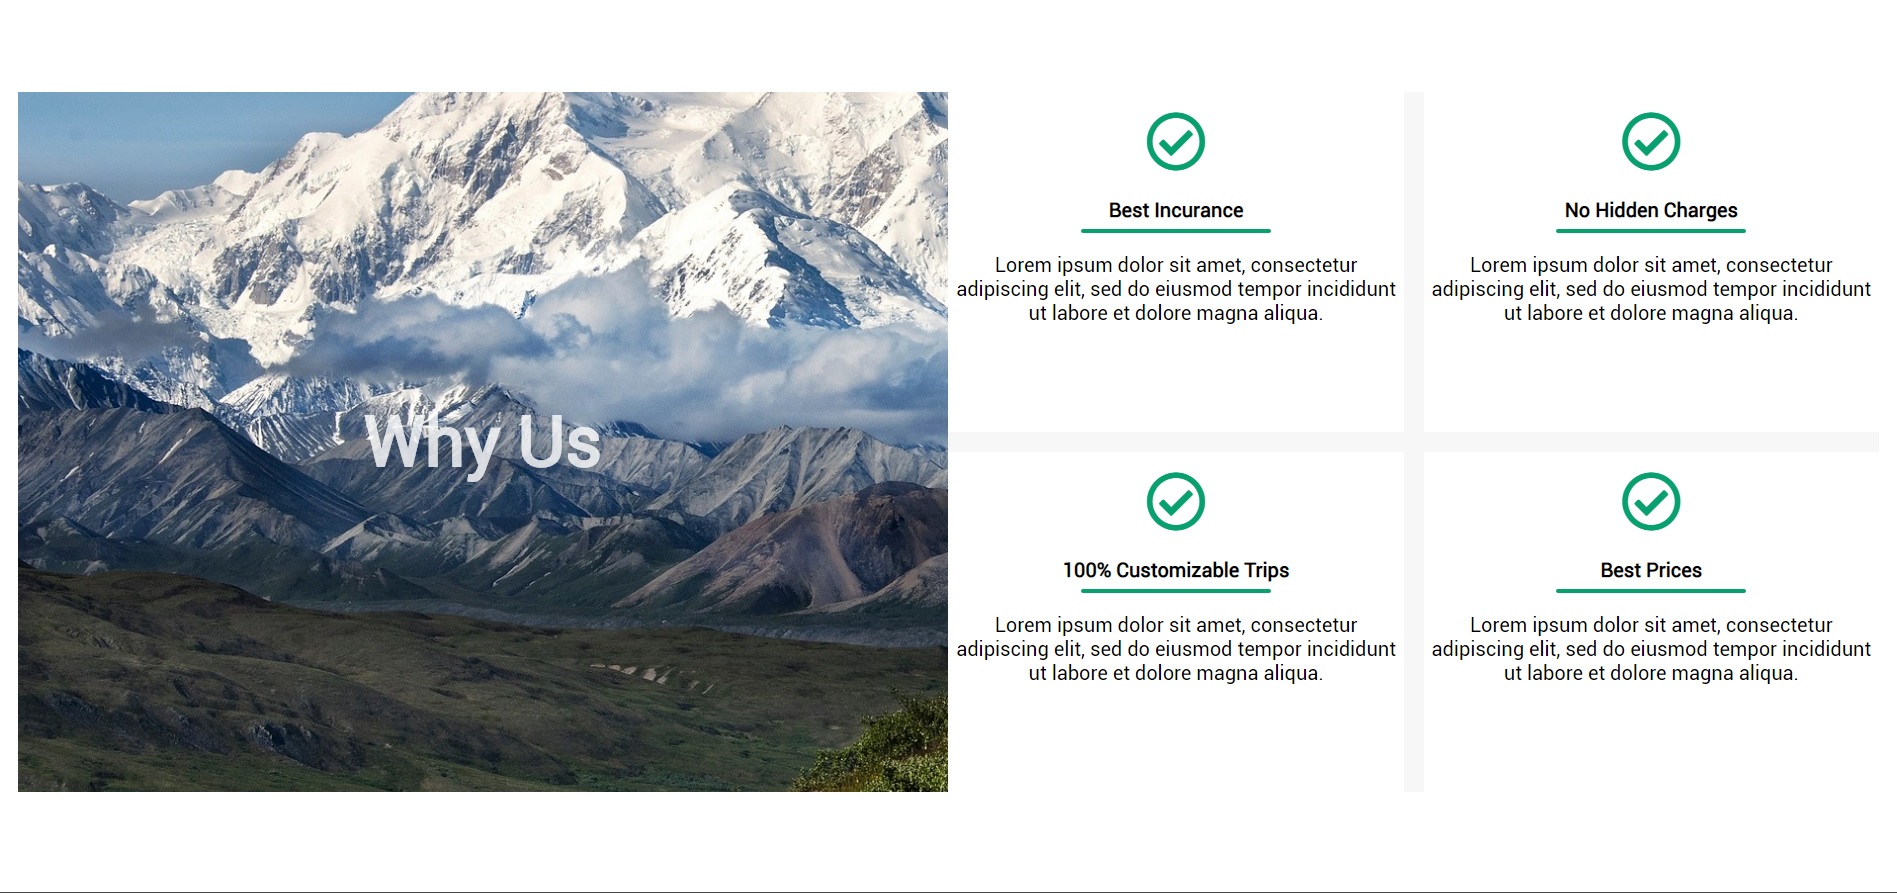 Why Us
Best Incurance
Lorem ipsum dolor sit amet, consectetur
adipiscing elit, sed do eiusmod tempor incididunt
ut labore et dolore magna aliqua.
No Hidden Charges
Lorem ipsum dolor sit amet, consectetur
adipiscing elit, sed do eiusmod tempor incididunt
ut labore et dolore magna aliqua.
100% Customizable Trips
Lorem ipsum dolor sit amet, consectetur
adipiscing elit, sed do eiusmod tempor incididunt
ut labore et dolore magna aliqua.
Best Prices
Lorem ipsum dolor sit amet, consectetur
adipiscing elit, sed do eiusmod tempor incididunt
ut labore et dolore magna aliqua.